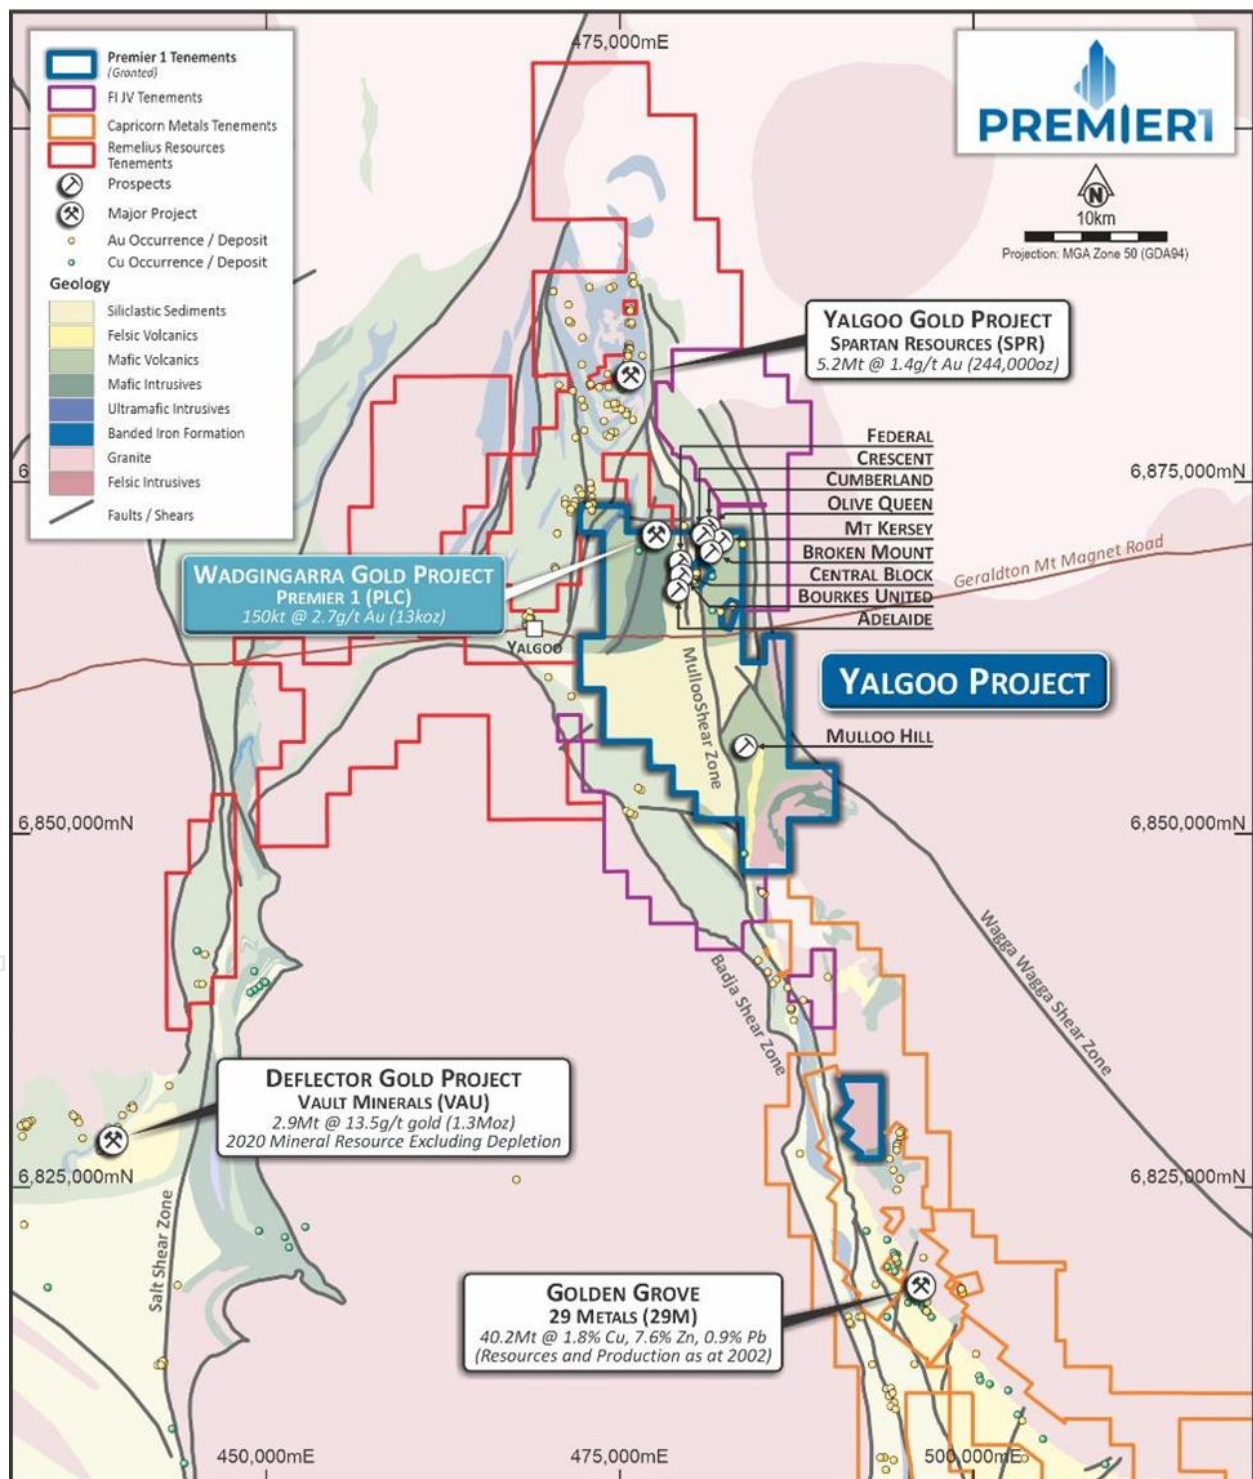 475,000mE
Premier 1 Tenements
(Granted)
FI JV Tenements
Capricorn Metals Tenements
Remelius Resources
Tenements
Prospects
Major Project
Au Occurrence / Deposit
Cu Occurrence / Deposit
Geology
Siliclastic Sediments
Felsic Volcanics
Mafic Volcanics
Mafic Intrusives
Ultramafic Intrusives
Banded Iron Formation
Granite
Felsic Intrusives
Faults / Shears
PREMIER1
N
10km
Projection: MGA Zone 50 (GDA94)
YALGOO GOLD PROJECT
SPARTAN RESOURCES (SPR)
5.2Mt @ 1.4g/t Au (244,000oz)
FEDERAL
CRESCENT
CUMBERLAND
OLIVE QUEEN
MT KERSEY
BROKEN MOUNT
CENTRAL BLOCK
BOURKES UNITED
ADELAIDE
6
6,875,000mN
Geraldton Mt Magnet Road
WADGINGARRA GOLD PROJECT
PREMIER 1 (PLC)
150kt @ 2.7g/t Au (13koz)
YALGOO
MullooShear Zone
YALGOO PROJECT
MULLOO HILL
6,850,000mN
6,850,000mN
Badja Shear Zone
Wagga Wagga Shear Zone
DEFLECTOR GOLD PROJECT
VAULT MINERALS (VAU)
2.9Mt @ 13.5g/t gold (1.3Moz)
2020 Mineral Resource Excluding Depletion
6,825,000mN
6,825,000mN
Salt Shear Zone
GOLDEN GROVE
29 METALS (29M)
40.2Mt @ 1.8% Cu, 7.6% Zn, 0.9% Pb
(Resources and Production as at 2002)
450,000mE
475,000mE
500,000mE